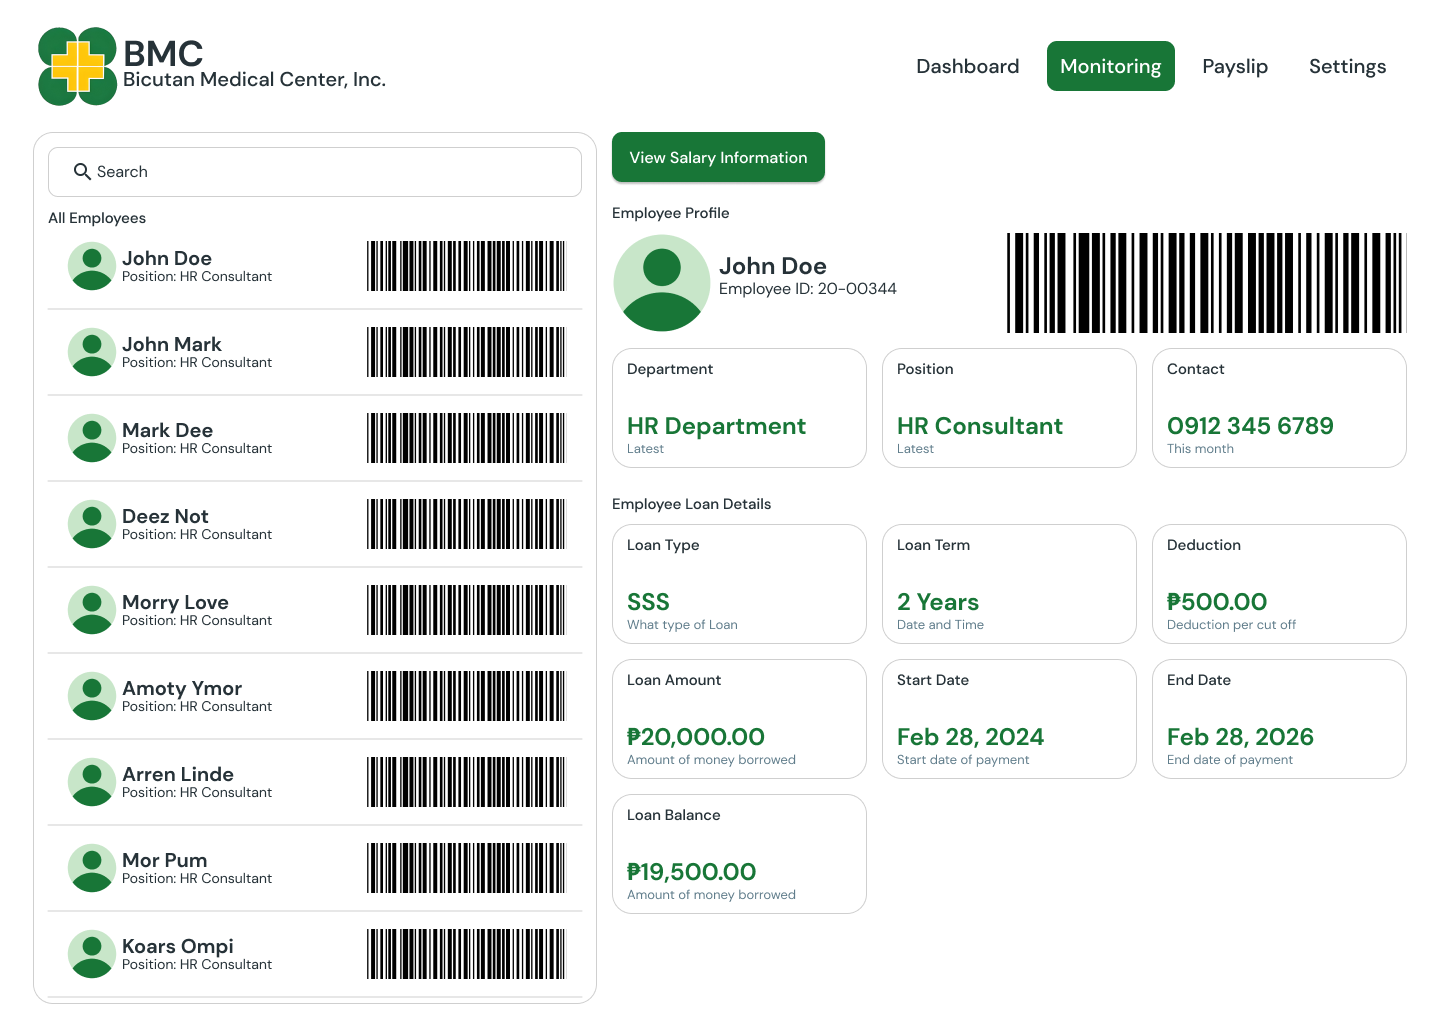 BMC
Bicutan Medical Center, Inc.
Dashboard
Monitoring
Payslip
Settings
Search
All Employees
John Doe
Position: HR Consultant
John Mark
Position: HR Consultant
Mark Dee
Position: HR Consultant
Deez Not
Position: HR Consultant
Morry Love
Position: HR Consultant
Amoty Ymor
Position: HR Consultant
Arren Linde
Position: HR Consultant
Mor Pum
Position: HR Consultant
Koars Ompi
Position: HR Consultant
View Salary Information
Employee Profile
John Doe
Employee ID: 20-00344
Department
HR Department
Latest
Position
HR Consultant
Latest
Contact
0912 345 6789
This month
Employee Loan Details
Loan Type
SSS
What type of Loan
Loan Term
2 Years
Date and Time
Deduction
₱500.00
Deduction per cut off
Loan Amount
₱20,000.00
Amount of money borrowed
Start Date
Feb 28, 2024
Start date of payment
End Date
Feb 28, 2026
End date of payment
Loan Balance
₱19,500.00
Amount of money borrowed